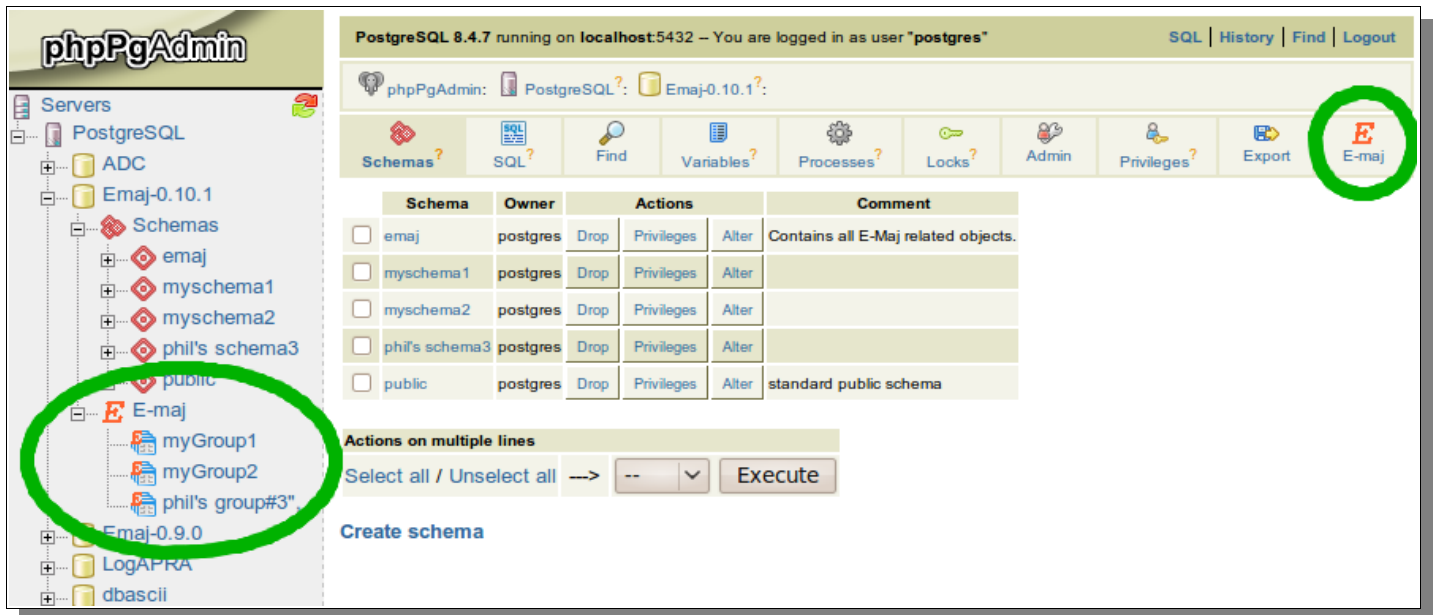 phpPgAdmin
Servers
PostgreSQL
ADC
Emaj-0.10.1
Schemas
emaj
myschema1
myschema2
phil's schema3
public
E-maj
myGroup1
myGroup2
phil's group#3",
Emaj-0.9.0
LogAPRA
dbascii
PostgreSQL 8.4.7 running on localhost:5432 -- You are logged in as user "postgres"
SQL | History | Find | Logout
phpPgAdmin: PostgreSQL?: Emaj-0.10.1?:
Schemas? SQL? Find Variables? Processes? Locks? Admin Privileges? Export E-maj
Schema Owner Actions Comment
emaj postgres Drop Privileges Alter Contains all E-Maj related objects.
myschema1 postgres Drop Privileges Alter
myschema2 postgres Drop Privileges Alter
phil's schema3 postgres Drop Privileges Alter
public postgres Drop Privileges Alter standard public schema
Actions on multiple lines
Select all / Unselect all ---> -- Execute
Create schema